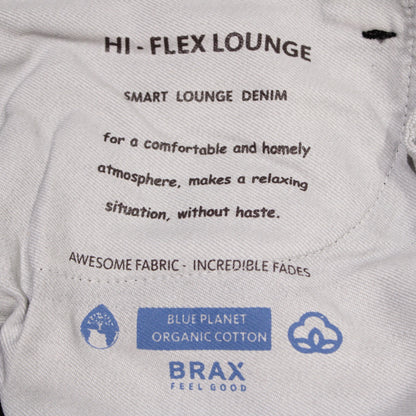 HI - FLEX LOUNGE
SMART LOUNGE DENIM
for a comfortable and homely
atmosphere, makes a relaxing
situation, without haste.
AWESOME FABRIC - INCREDIBLE FADES
BLUE PLANET
ORGANIC COTTON
BRAX
FEEL GOOD